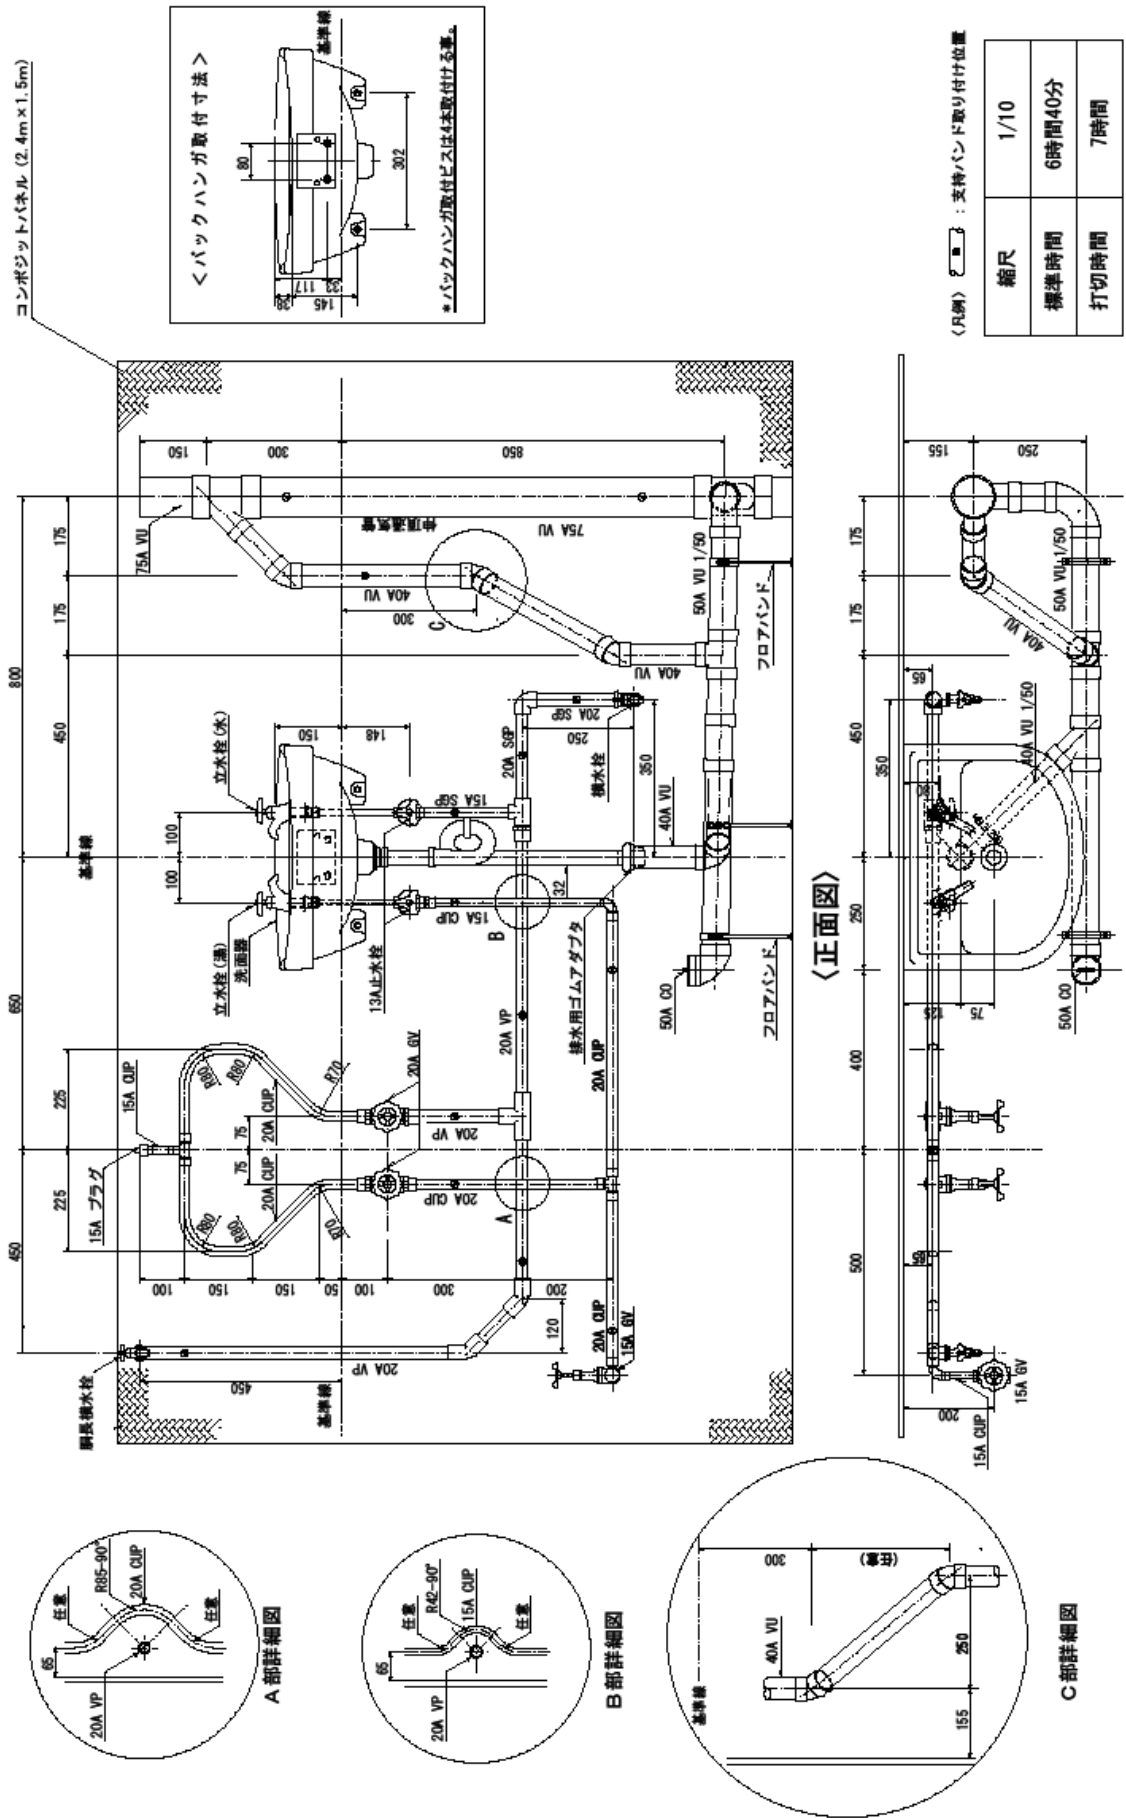 コンポジットパネル (2.4m×1.5m)
<バックハンガ取付寸法>
基準線
80
302
38
117
33
145
*バックハンガ取付ビスは4本取付ける事。
〈凡例〉
：支持バンド取り付け位置
縮尺
1/10
標準時間
6時間40分
打切時間
7時間
450
650
800
225
225
100
100
450
175
175
基準線
胴長横水栓
15A プラグ
15A CUP
立水栓(湯)
洗面器
立水栓(水)
75A VU
150
300
850
伸頂通気管
75A VU
40A VU
300
C
40A VU
50A VU 1/50
フロアバンド
R80
R80
R80
R80
R70
R70
20A CUP
20A CUP
75
75
100
150
150
50
100
300
200
450
基準線
20A VP
120
20A GV
20A VP
20A CUP
A
20A CUP
15A GV
20A VP
20A CUP
13A止水栓
15A CUP
B
32
排水用ゴムアダプタ
150
148
15A SGP
20A SGP
20A SGP
250
横水栓
350
40A VU
50A CO
フロアバンド
〈正面図〉
500
400
250
450
175
175
350
155
250
65
80
125
75
65
200
40A VU 1/50
40A VU
50A VU 1/50
50A CO
15A CUP
15A GV
任意
R85-90°
20A CUP
任意
65
20A VP
A部詳細図
任意
R42-90°
15A CUP
任意
65
20A VP
B部詳細図
基準線
40A VU
300
(任意)
155
250
C部詳細図